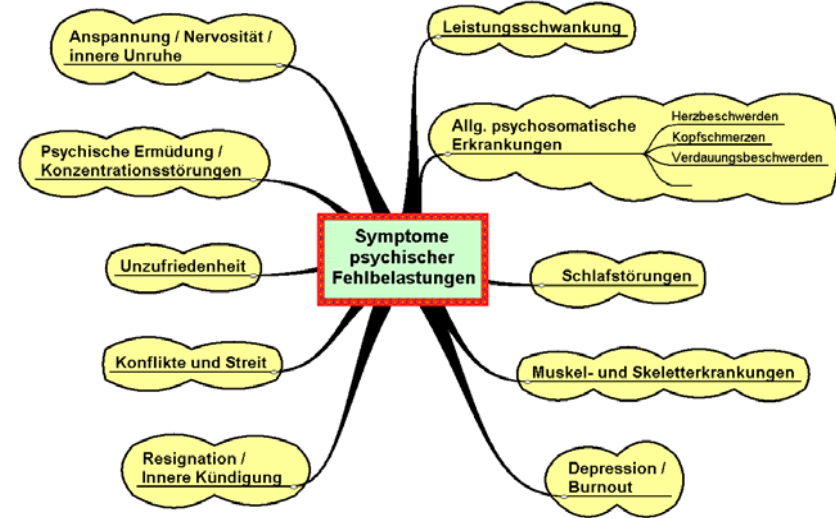 Anspannung / Nervosität /
innere Unruhe
Psychische Ermüdung /
Konzentrationsstörungen
Unzufriedenheit
Konflikte und Streit
Resignation /
Innere Kündigung
Symptome
psychischer
Fehlbelastungen
Leistungsschwankung
Allg. psychosomatische
Erkrankungen
Herzbeschwerden
Kopfschmerzen
Verdauungsbeschwerden
Schlafstörungen
Muskel- und Skeletterkrankungen
Depression /
Burnout